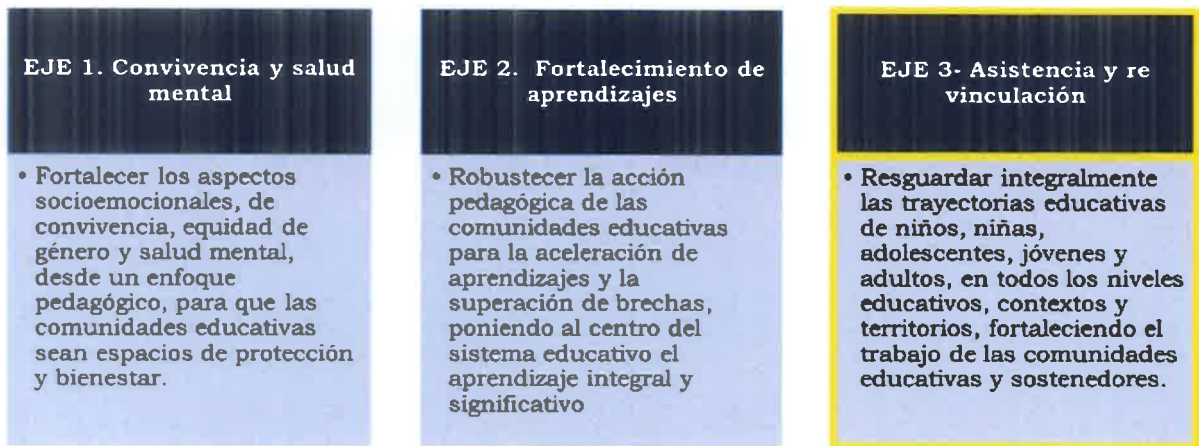 EJE 1. Convivencia y salud
mental
• Fortalecer los aspectos
socioemocionales, de
convivencia, equidad de
género y salud mental,
desde un enfoque
pedagógico, para que las
comunidades educativas
sean espacios de protección
y bienestar.
EJE 2. Fortalecimiento de
aprendizajes
• Robustecer la acción
pedagógica de las
comunidades educativas
para la aceleración de
aprendizajes y la
superación de brechas,
poniendo al centro del
sistema educativo el
aprendizaje integral y
significativo
EJE 3- Asistencia y re
vinculación
• Resguardar integralmente
las trayectorias educativas
de niños, niñas,
adolescentes, jóvenes y
adultos, en todos los niveles
educativos, contextos y
territorios, fortaleciendo el
trabajo de las comunidades
educativas y sostenedores.